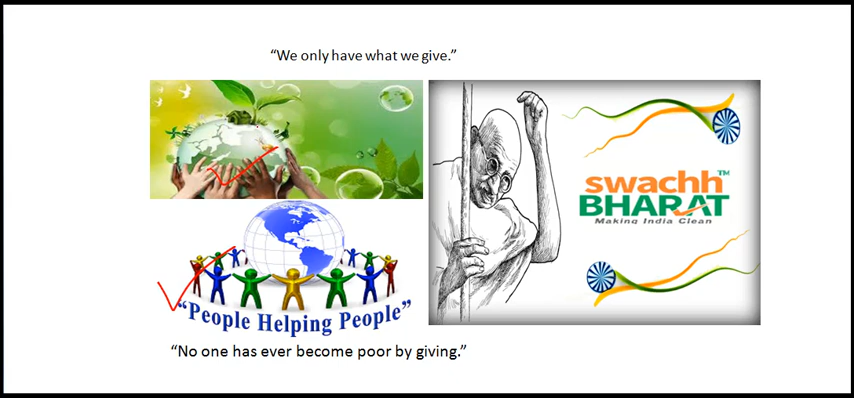 “We only have what we give.”
swachh™
BHARAT
Making India Clean
“People Helping People”
“No one has ever become poor by giving.”